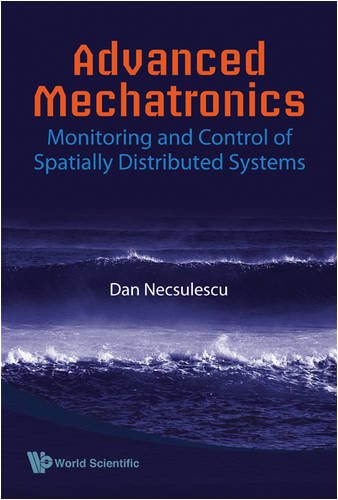 Advanced
Mechatronics
Monitoring and Control of
Spatially Distributed Systems
Dan Necsulescu
World Scientific